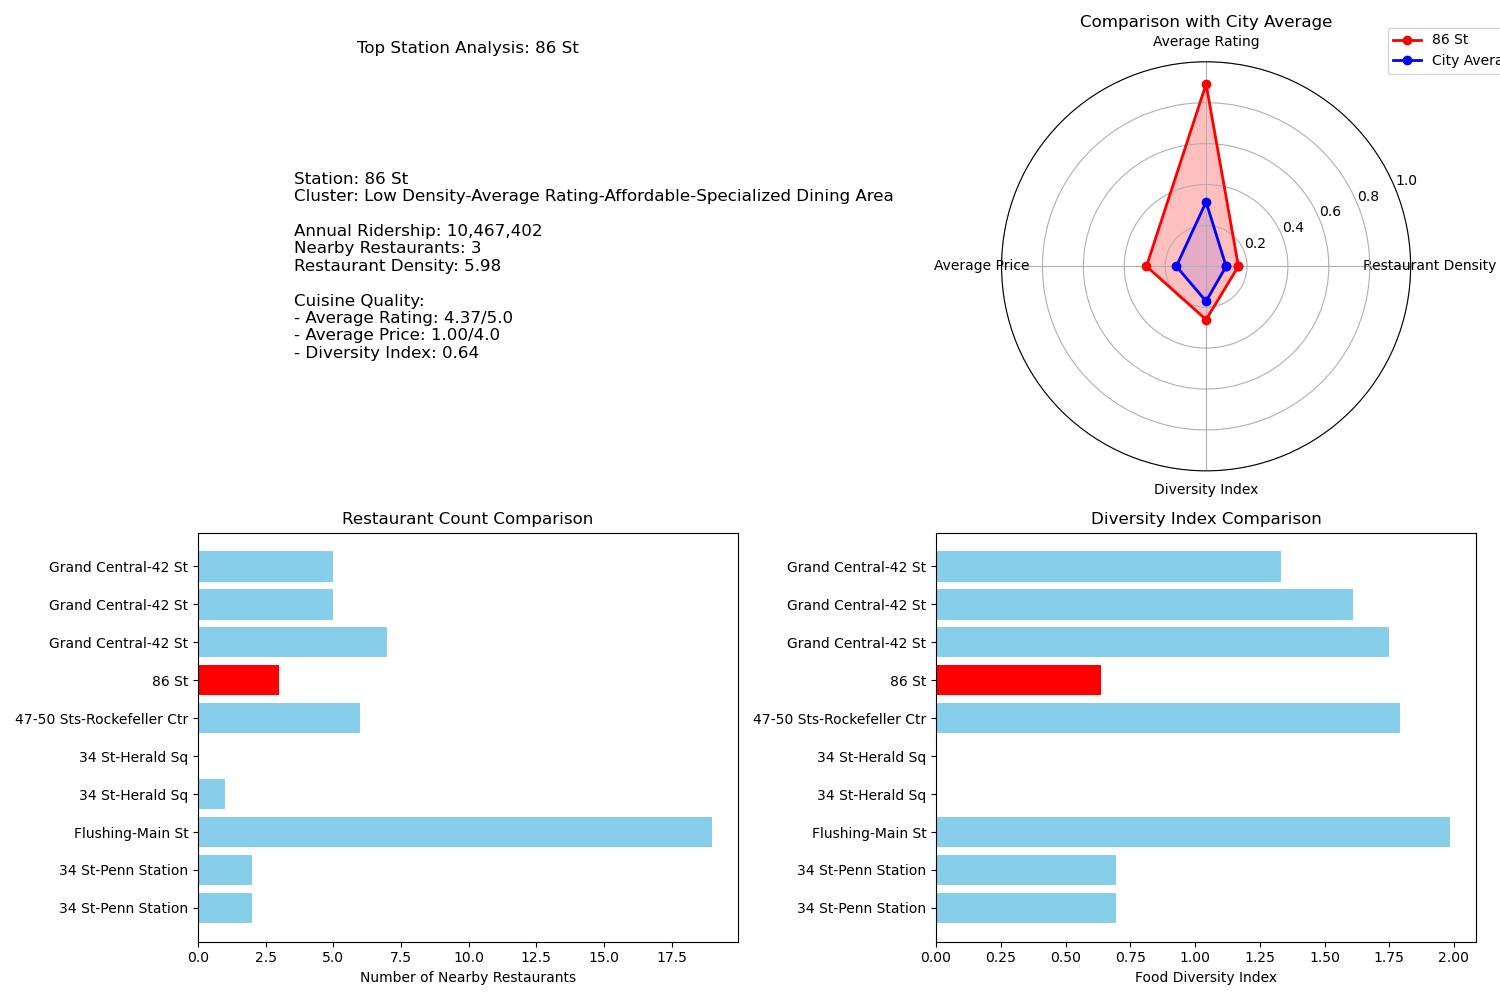 Top Station Analysis: 86 St
Station: 86 St
Cluster: Low Density-Average Rating-Affordable-Specialized Dining Area
Annual Ridership: 10,467,402
Nearby Restaurants: 3
Restaurant Density: 5.98
Cuisine Quality:
- Average Rating: 4.37/5.0
- Average Price: 1.00/4.0
- Diversity Index: 0.64
Comparison with City Average
Average Rating
86 St
City Avera
1.0
0.8
0.6
0.4
0.2
Average Price
Restaurant Density
Diversity Index
Restaurant Count Comparison
Grand Central-42 St
Grand Central-42 St
Grand Central-42 St
86 St
47-50 Sts-Rockefeller Ctr
34 St-Herald Sq
34 St-Herald Sq
Flushing-Main St
34 St-Penn Station
34 St-Penn Station
0.0 2.5 5.0 7.5 10.0 12.5 15.0 17.5
Number of Nearby Restaurants
Diversity Index Comparison
Grand Central-42 St
Grand Central-42 St
Grand Central-42 St
86 St
47-50 Sts-Rockefeller Ctr
34 St-Herald Sq
34 St-Herald Sq
Flushing-Main St
34 St-Penn Station
34 St-Penn Station
0.00 0.25 0.50 0.75 1.00 1.25 1.50 1.75 2.00
Food Diversity Index